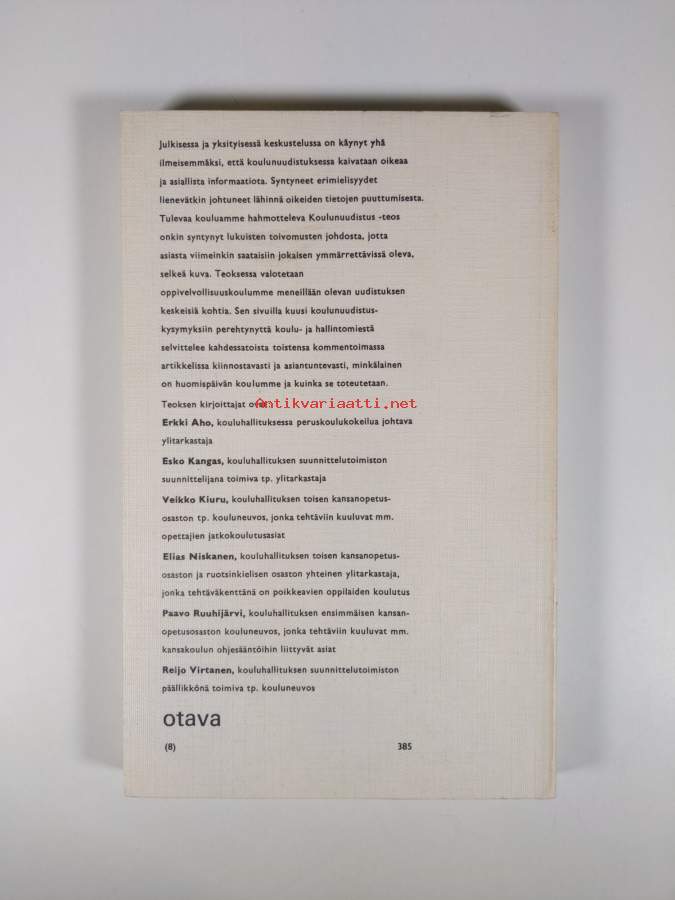 Julkisessa ja yksityisessä keskustelussa on käynyt yhä
ilmeisemmäksi, että koulunuudistuksessa kaivataan oikeaa
ja asiallista informaatiota. Syntyneet erimielisyydet
lienevätkin johtuneet lähinnä oikeiden tietojen puuttumisesta.
Tulevaa kouluamme hahmotteleva Koulunuudistus -teos
onkin syntynyt lukuisten toivomusten johdosta, jotta
asiasta viimeinkin saataisiin jokaisen ymmärrettävissä oleva,
selkeä kuva. Teoksessa valotetaan
oppivelvollisuuskoulumme meneillään olevan uudistuksen
keskeisiä kohtia. Sen sivuilla kuusi koulunuudistus-
kysymyksiin perehtynyttä koulu- ja hallintomiestä
selvittelee kahdessatoista toistensa kommentoimassa
artikkelissa kiinnostavasti ja asiantuntevasti, minkälainen
on huomispäivän koulumme ja kuinka se toteutetaan.
Teoksen kirjoittajat ovat
Antikvariaatti.net
Erkki Aho, kouluhallituksessa peruskoulukokeilua johtava
ylitarkastaja
Esko Kangas, kouluhallituksen suunnittelutoimiston
suunnittelijana toimiva tp. ylitarkastaja
Veikko Kiuru, kouluhallituksen toisen kansanopetus-
osaston tp. kouluneuvos, jonka tehtäviin kuuluvat mm.
opettajien jatkokoulutusasiat
Elias Niskanen, kouluhallituksen toisen kansanopetus-
osaston ja ruotsinkielisen osaston yhteinen ylitarkastaja,
jonka tehtäväkenttänä on poikkeavien oppilaiden koulutus
Paavo Ruuhijärvi, kouluhallituksen ensimmäisen kansan-
opetusosaston kouluneuvos, jonka tehtäviin kuuluvat mm.
kansakoulun ohjesääntöihin liittyvät asiat
Reijo Virtanen, kouluhallituksen suunnittelutoimiston
päällikkönä toimiva tp. kouluneuvos
otava
(8) 385